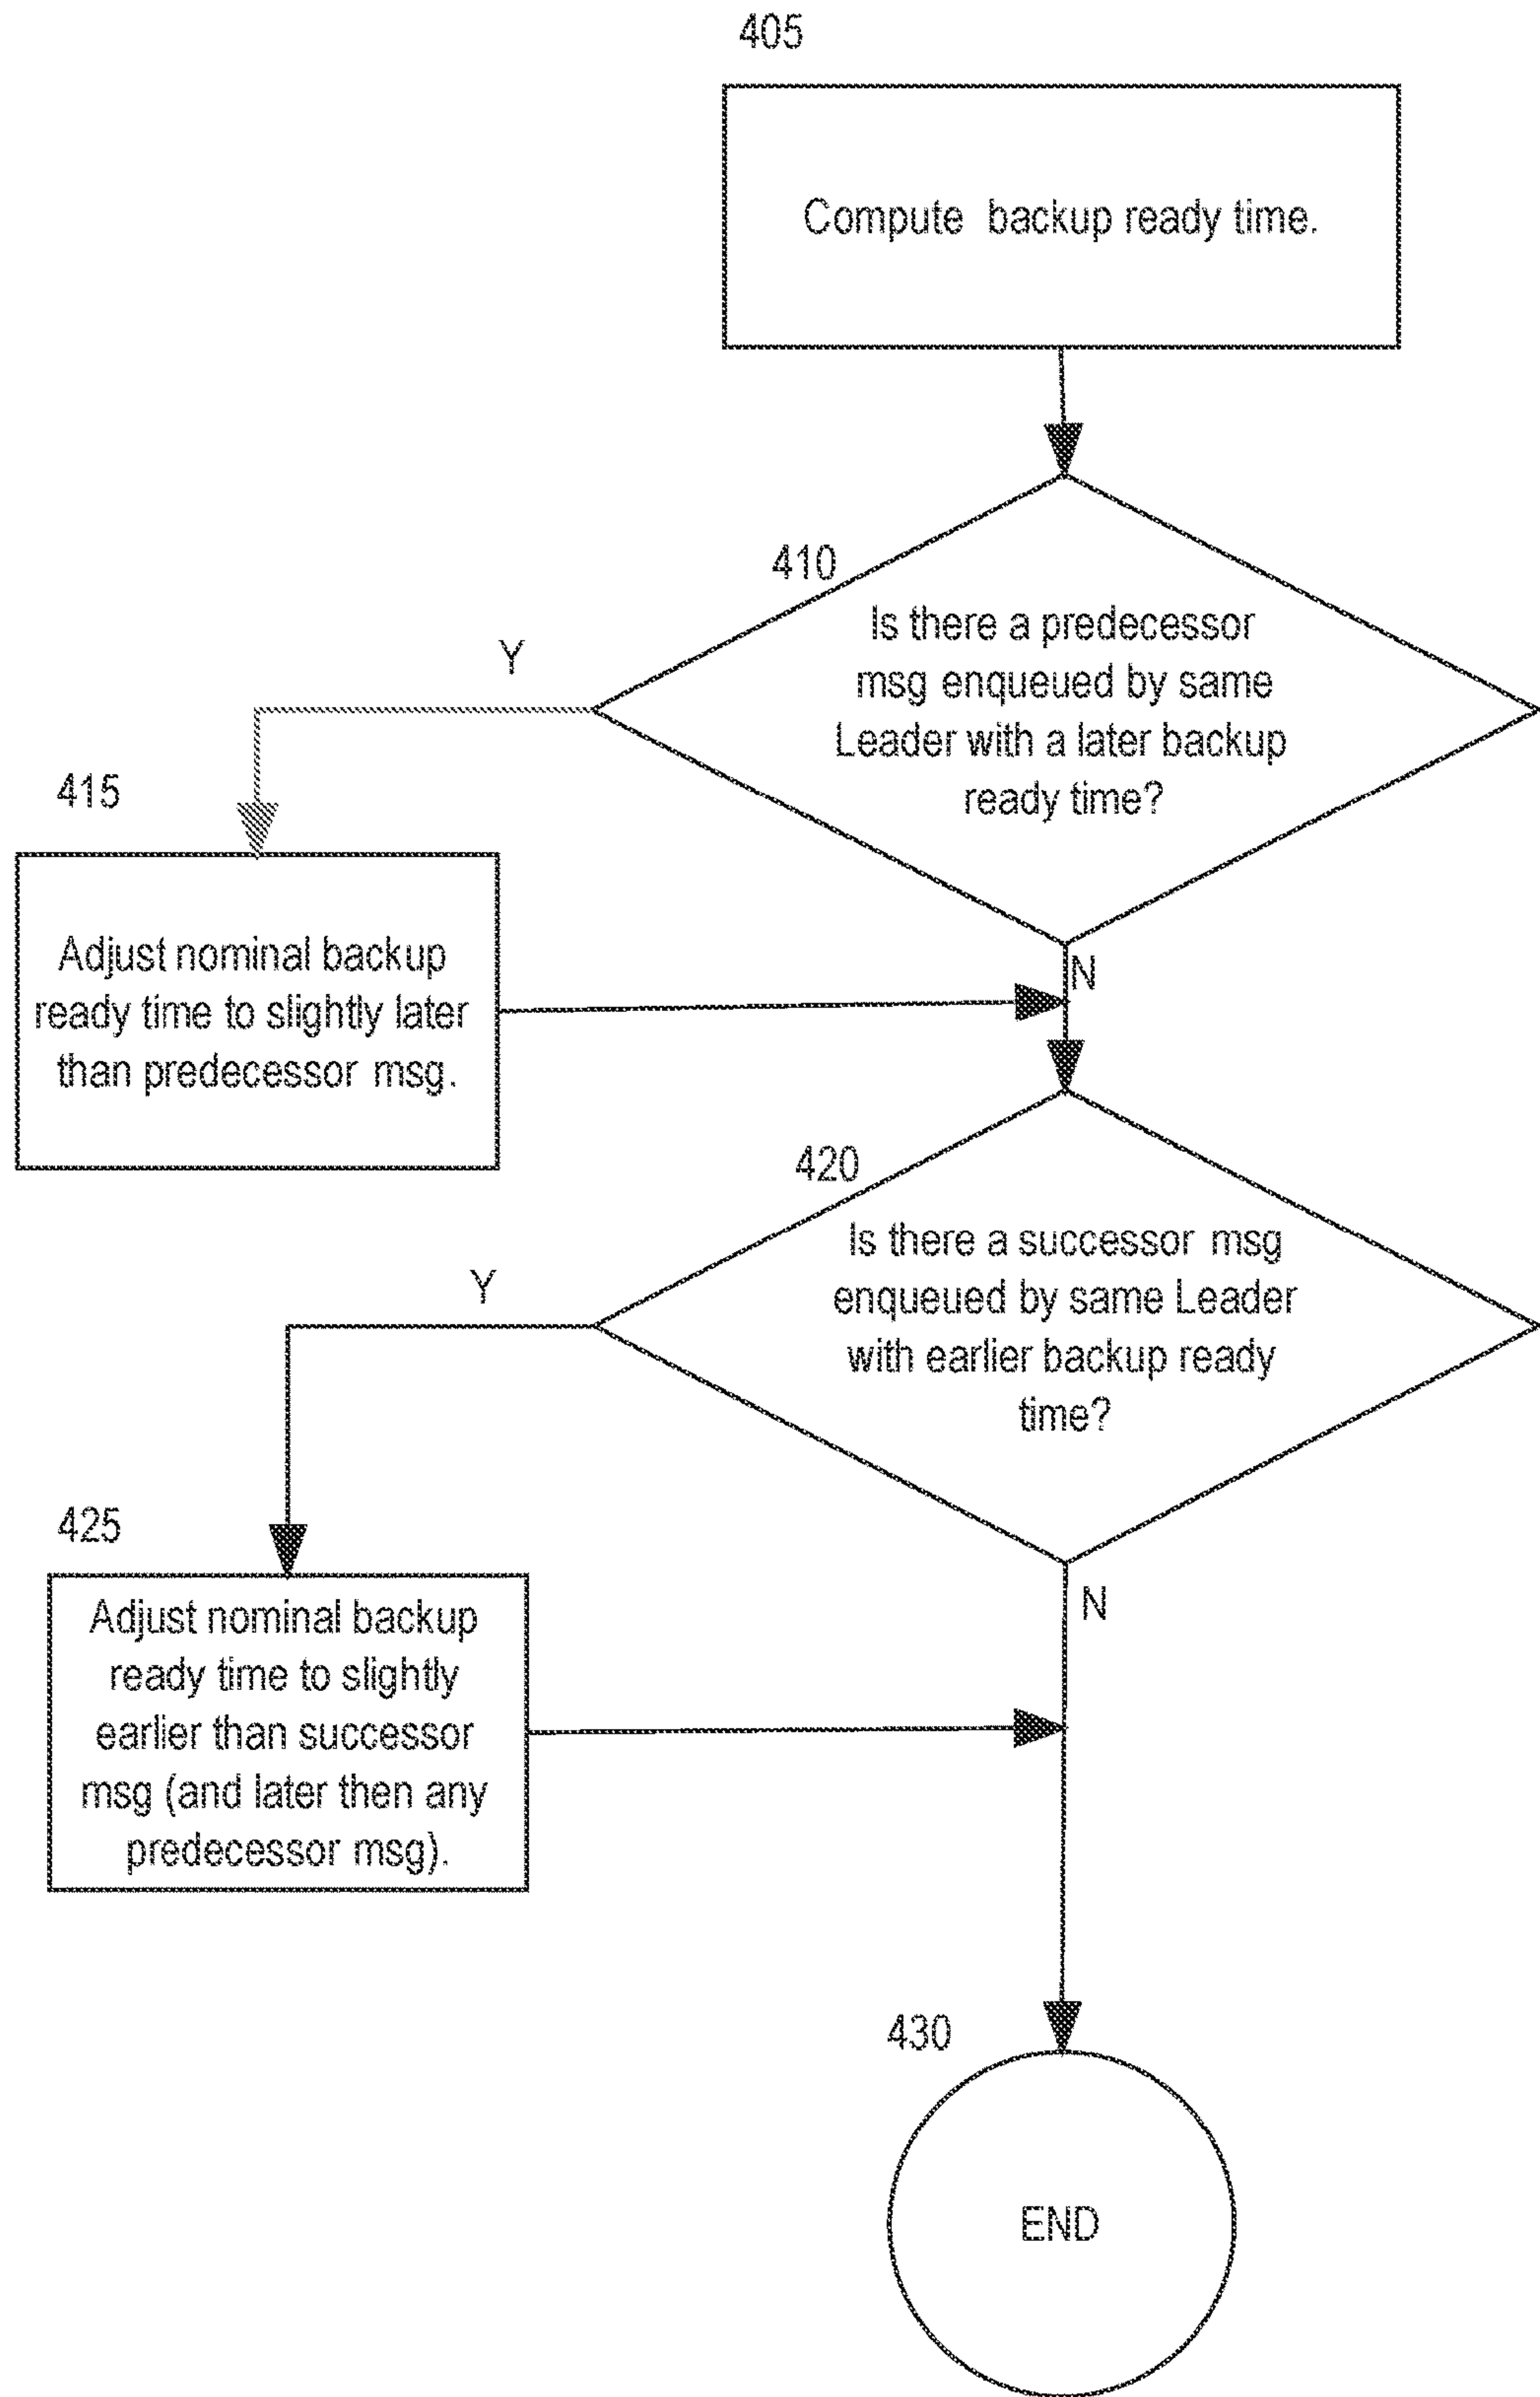 405
Compute backup ready time.
410
Is there a predecessor
msg enqueued by same
Leader with a later backup
ready time?
Y
N
415
Adjust nominal backup
ready time to slightly later
than predecessor msg.
420
Is there a successor msg
enqueued by same Leader
with earlier backup ready
time?
Y
N
425
Adjust nominal backup
ready time to slightly
earlier than successor
msg (and later then any
predecessor msg).
430
END